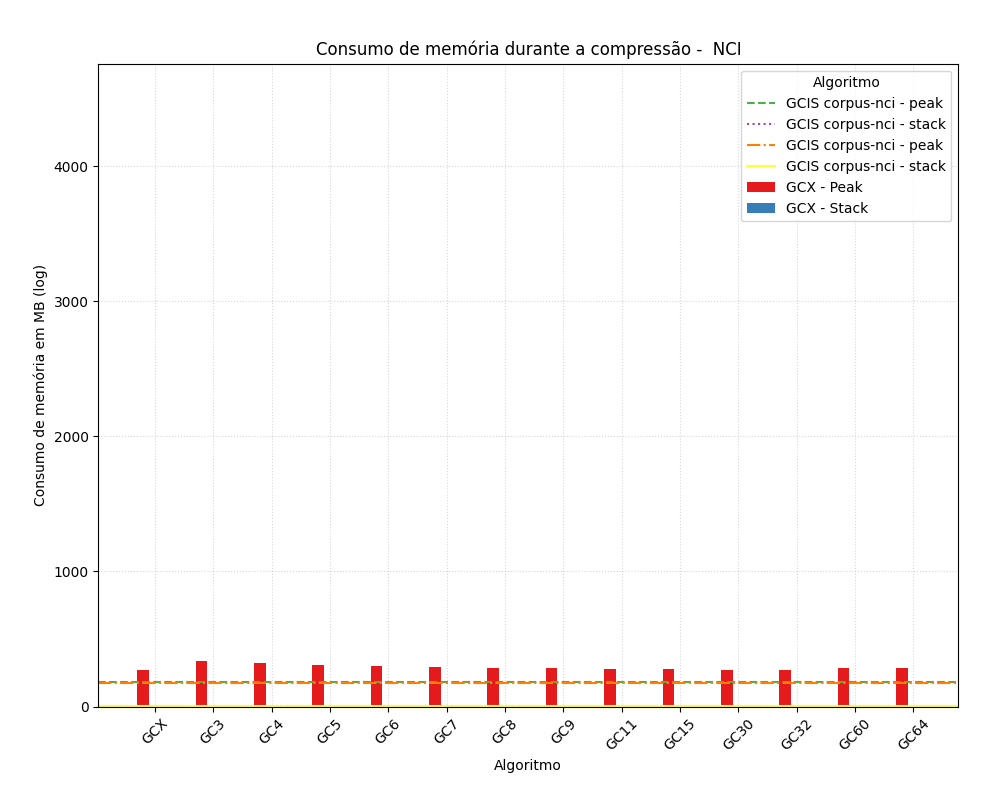 Consumo de memória durante a compressão -  NCI
Algoritmo
GCIS corpus-nci - peak
GCIS corpus-nci - stack
GCIS corpus-nci - peak
GCIS corpus-nci - stack
GCX - Peak
GCX - Stack
Consumo de memória em MB (log)
4000
3000
2000
1000
0
GCX
GC3
GC4
GC5
GC6
GC7
GC8
GC9
GC11
GC15
GC30
GC32
GC60
GC64
Algoritmo